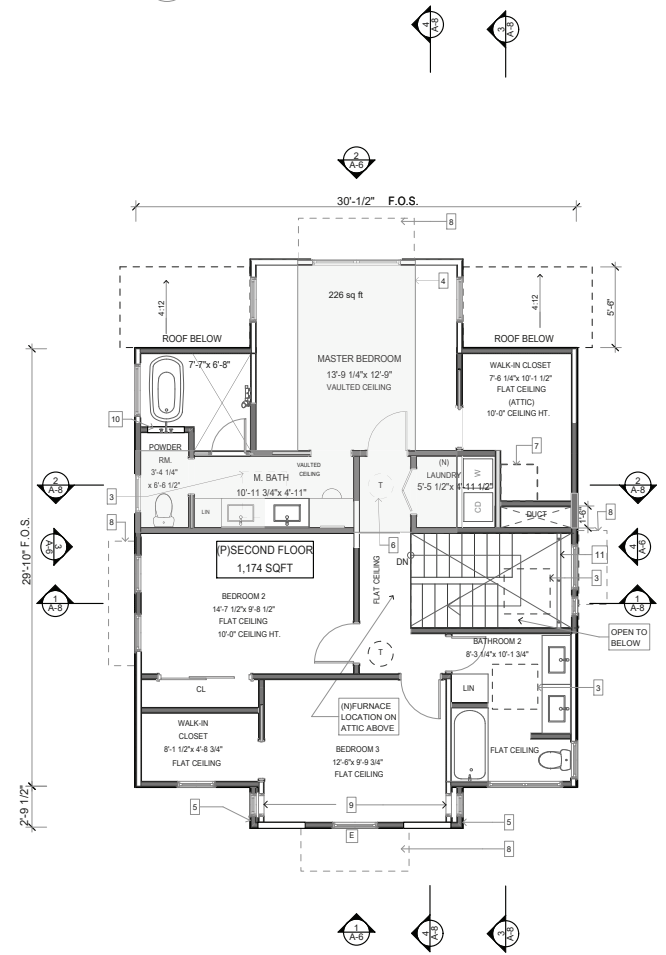 4
A-8
3
A-8
2
A-6
30'-1/2" F.O.S.
8
4
226 sq ft
4:12
4:12
5'-6"
ROOF BELOW
ROOF BELOW
MASTER BEDROOM
13'-9 1/4"x 12'-9"
VAULTED CEILING
7'-7"x 6'-8"
WALK-IN CLOSET
7'-6 1/4"x 10'-1 1/2"
FLAT CEILING
(ATTIC)
10'-0" CEILING HT.
10
7
POWDER
RM.
3'-4 1/4"
x 6'-6 1/2"
VAULTED
CEILING
M. BATH
10'-11 3/4"x 4'-11"
LIN
T
(N)
LAUNDRY
5'-5 1/2"x 4'-11 1/2"
W
CD
DUCT
1'-6"
2
A-8
2
A-8
3
8
8
29'-10" F.O.S.
3
A-6
4
A-6
6
11
DN
(P)SECOND FLOOR
1,174 SQFT
FLAT CEILING
3
1
A-8
1
A-8
BEDROOM 2
14'-7 1/2"x 9'-8 1/2"
FLAT CEILING
10'-0" CEILING HT.
OPEN TO
BELOW
T
BATHROOM 2
8'-3 1/4"x 10'-1 3/4"
CL
LIN
3
(N)FURNACE
LOCATION ON
ATTIC ABOVE
WALK-IN
CLOSET
8'-1 1/2"x 4'-8 3/4"
FLAT CEILING
BEDROOM 3
12'-6"x 9'-9 3/4"
FLAT CEILING
FLAT CEILING
2'-9 1/2"
5
9
5
E
8
1
A-6
4
A-8
3
A-8